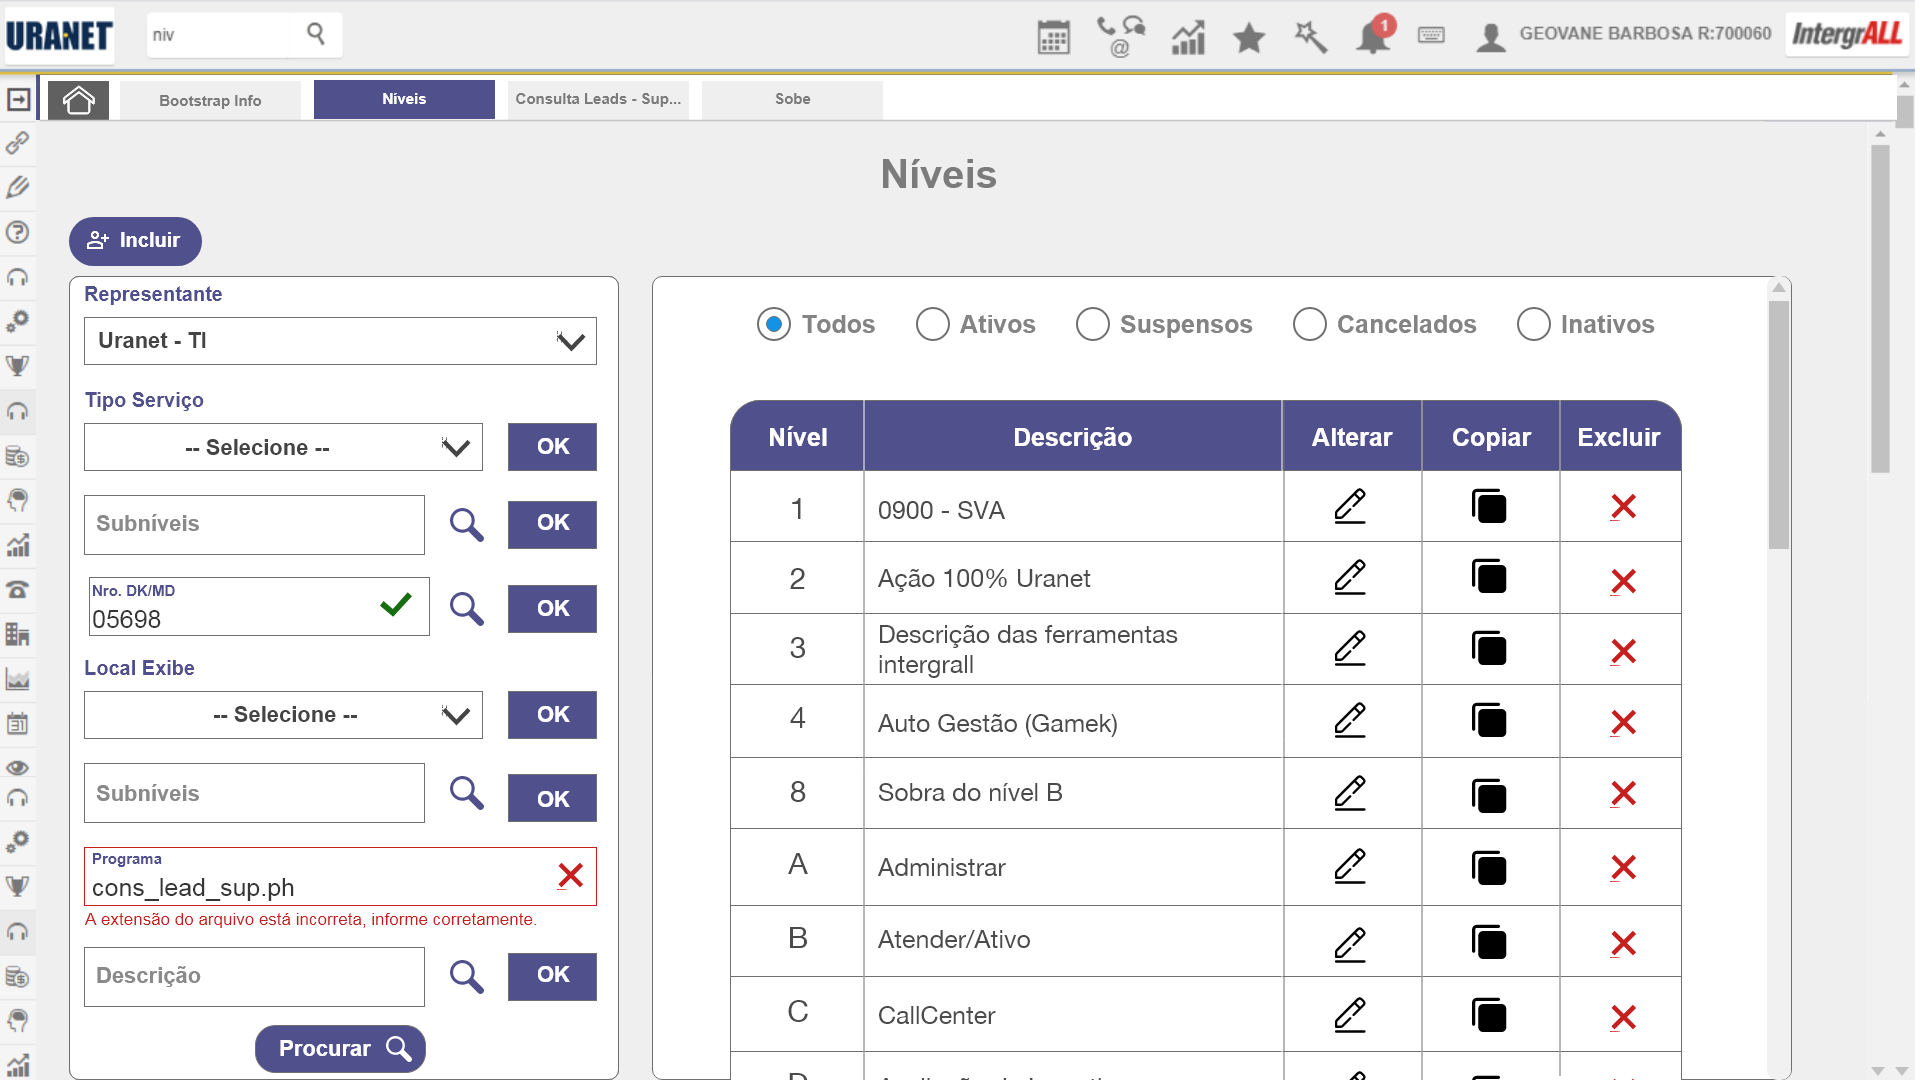 URANET
niv
@
1
GEOVANE BARBOSA R:700060
IntergrALL
Bootstrap Info
Níveis
Consulta Leads - Sup...
Sobe
Níveis
Incluir
Representante
Uranet - TI
Tipo Serviço
-- Selecione --
OK
Subníveis
OK
Nro. DK/MD
05698
OK
Local Exibe
-- Selecione --
OK
Subníveis
OK
Programa
cons_lead_sup.ph
A extensão do arquivo está incorreta, informe corretamente.
Descrição
OK
Procurar
Todos
Ativos
Suspensos
Cancelados
Inativos
Nível
Descrição
Alterar
Copiar
Excluir
1
0900 - SVA
2
Ação 100% Uranet
3
Descrição das ferramentas
intergrall
4
Auto Gestão (Gamek)
8
Sobra do nível B
A
Administrar
B
Atender/Ativo
C
CallCenter
31